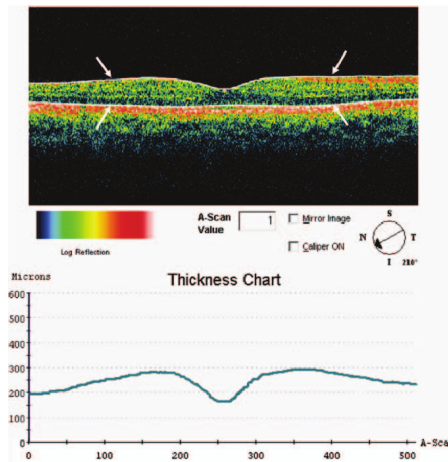 A-Scan
Value
1
Mirror Image
Caliper ON
S
N
T
I
210°
Log Reflection
Microns
Thickness Chart
600
500
400
300
200
100
0
0
100
200
300
400
500
A-Sca